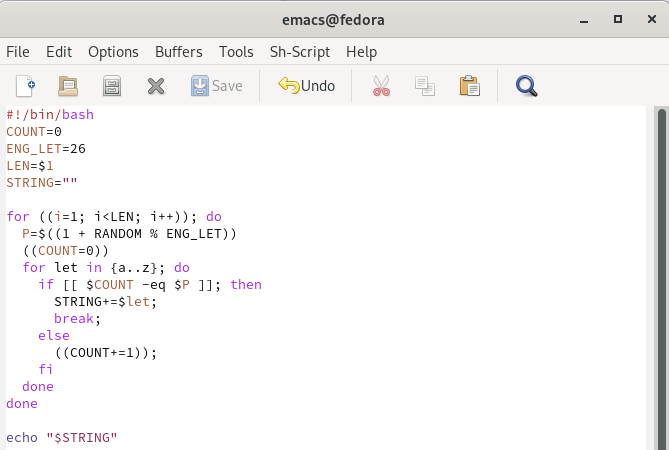 emacs@fedora
File Edit Options Buffers Tools Sh-Script Help
Save Undo
#!/bin/bash
COUNT=0
ENG_LET=26
LEN=$1
STRING=""

for ((i=1; i<LEN; i++)); do
  P=$((1 + RANDOM % ENG_LET))
  ((COUNT=0))
  for let in {a..z}; do
    if [[ $COUNT -eq $P ]]; then
      STRING+=$let;
      break;
    else
      ((COUNT+=1));
    fi
  done
done

echo "$STRING"